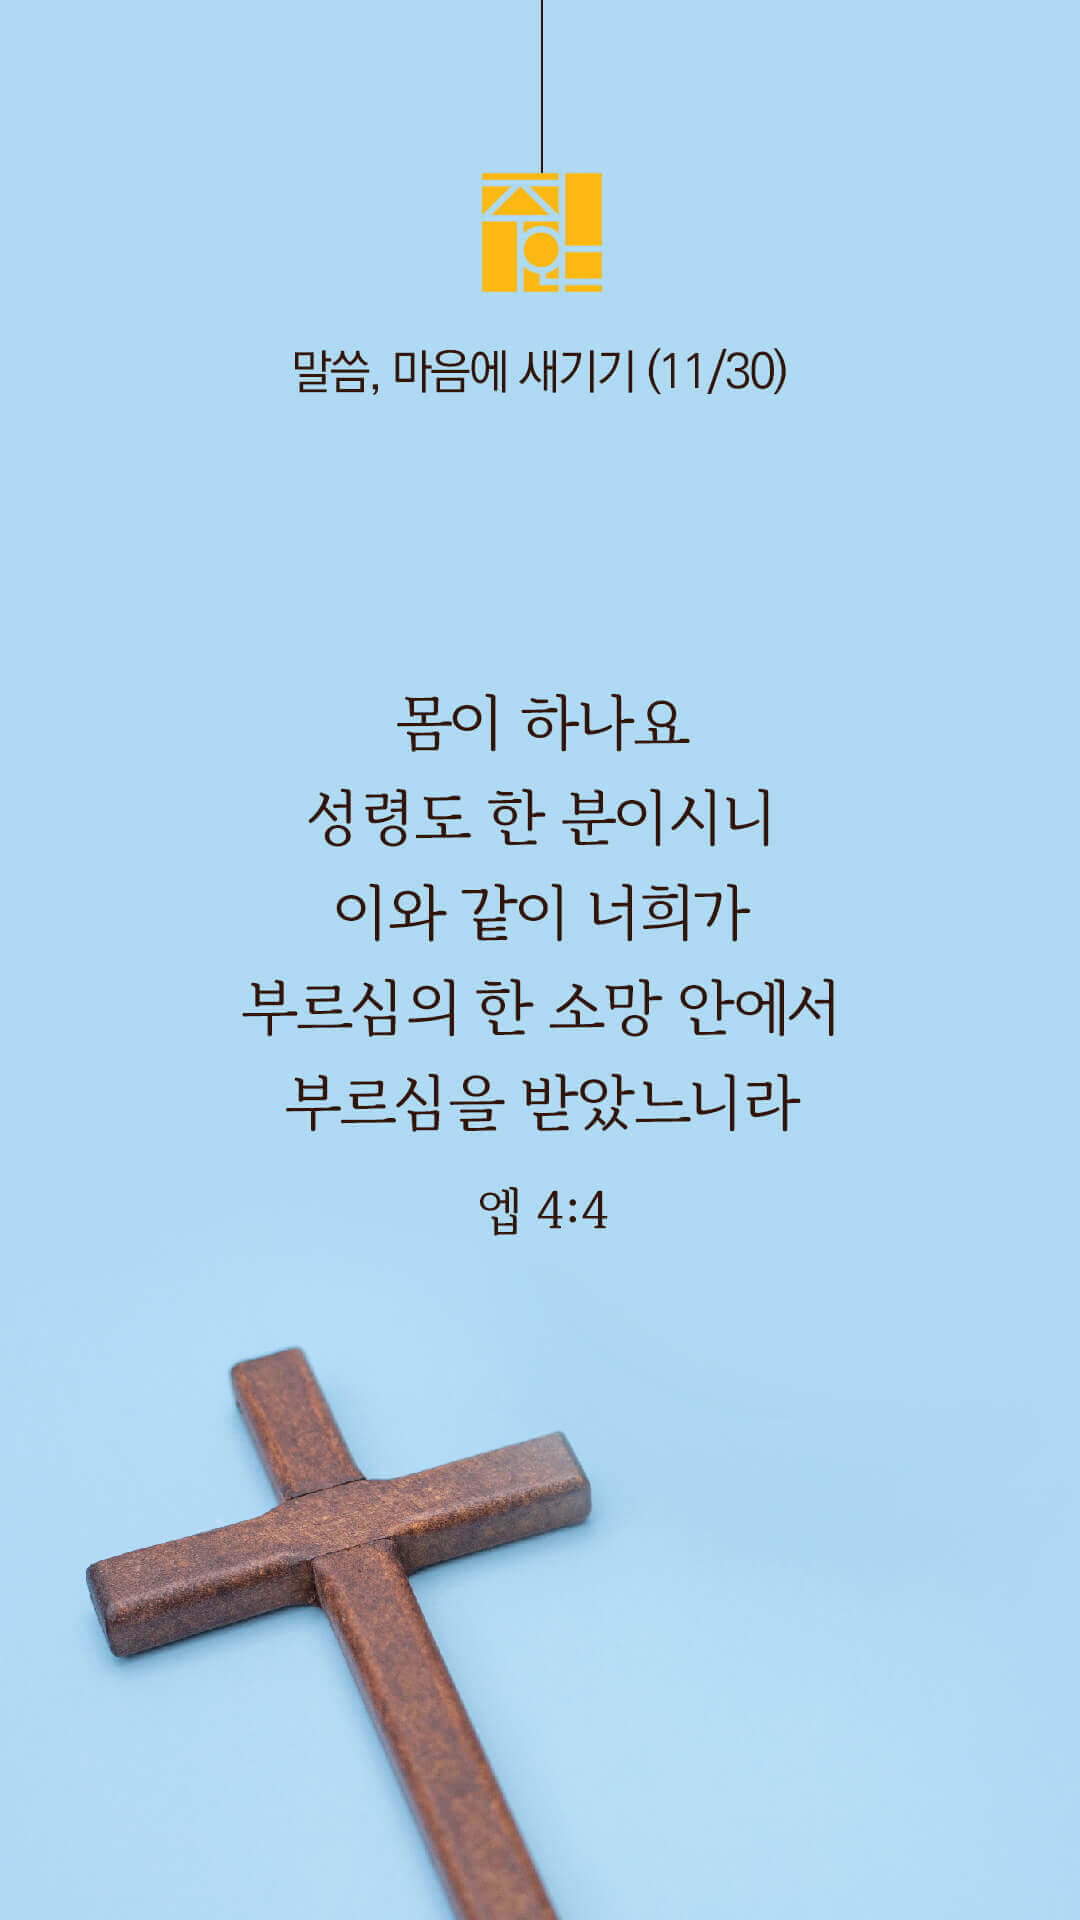 말씀, 마음에 새기기 (11/30)
몸이 하나요
성령도 한 분이시니
이와 같이 너희가
부르심의 한 소망 안에서
부르심을 받았느니라
엡 4:4